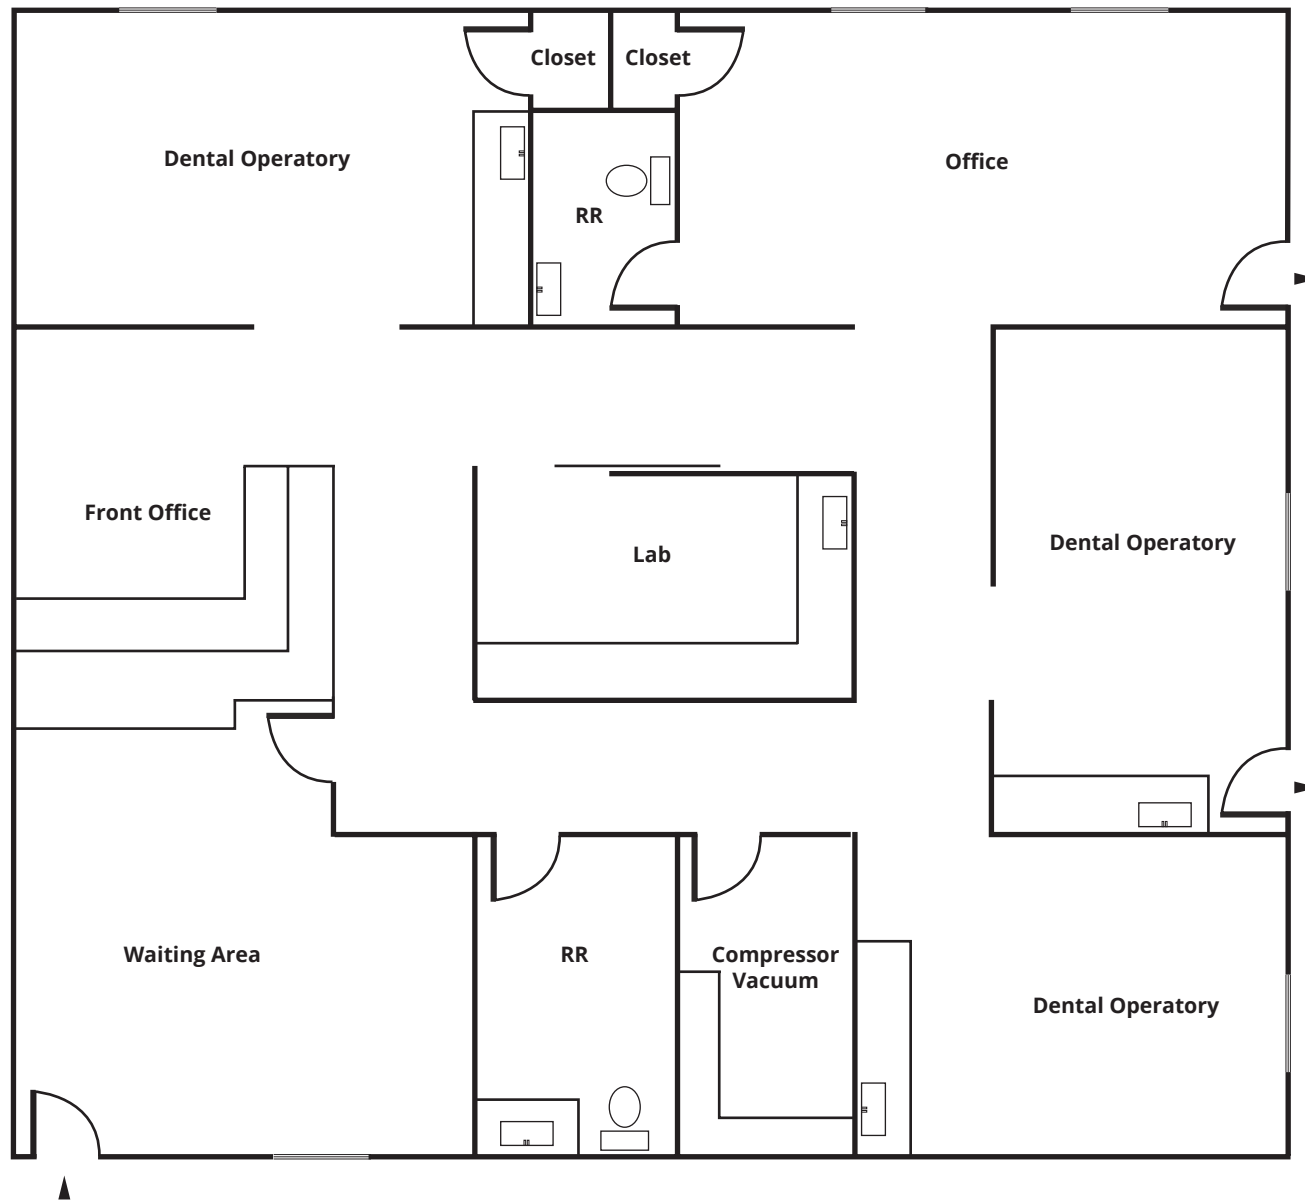 Closet
Closet
Dental Operatory
Office
RR
Front Office
Dental Operatory
Lab
Waiting Area
RR
Compressor
Vacuum
Dental Operatory